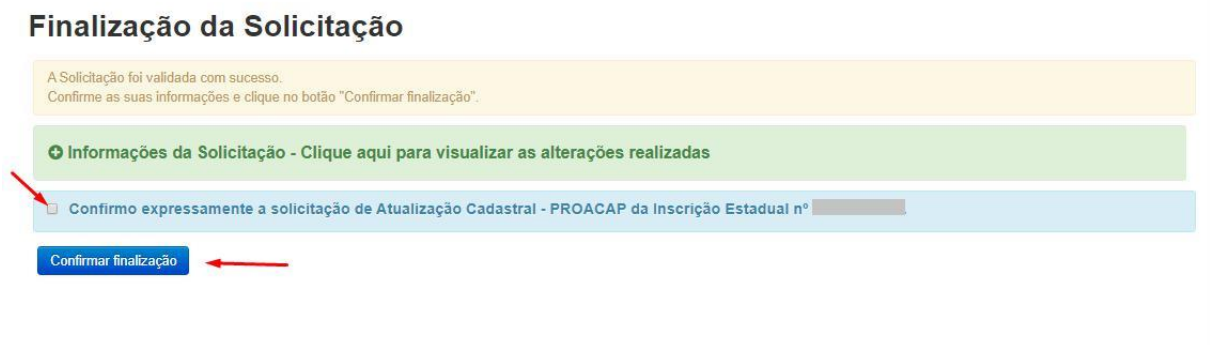 Finalização da Solicitação
A Solicitação foi validada com sucesso.
Confirme as suas informações e clique no botão "Confirmar finalização".
Informações da Solicitação - Clique aqui para visualizar as alterações realizadas
Confirmo expressamente a solicitação de Atualização Cadastral - PROACAP da Inscrição Estadual nº .
Confirmar finalização